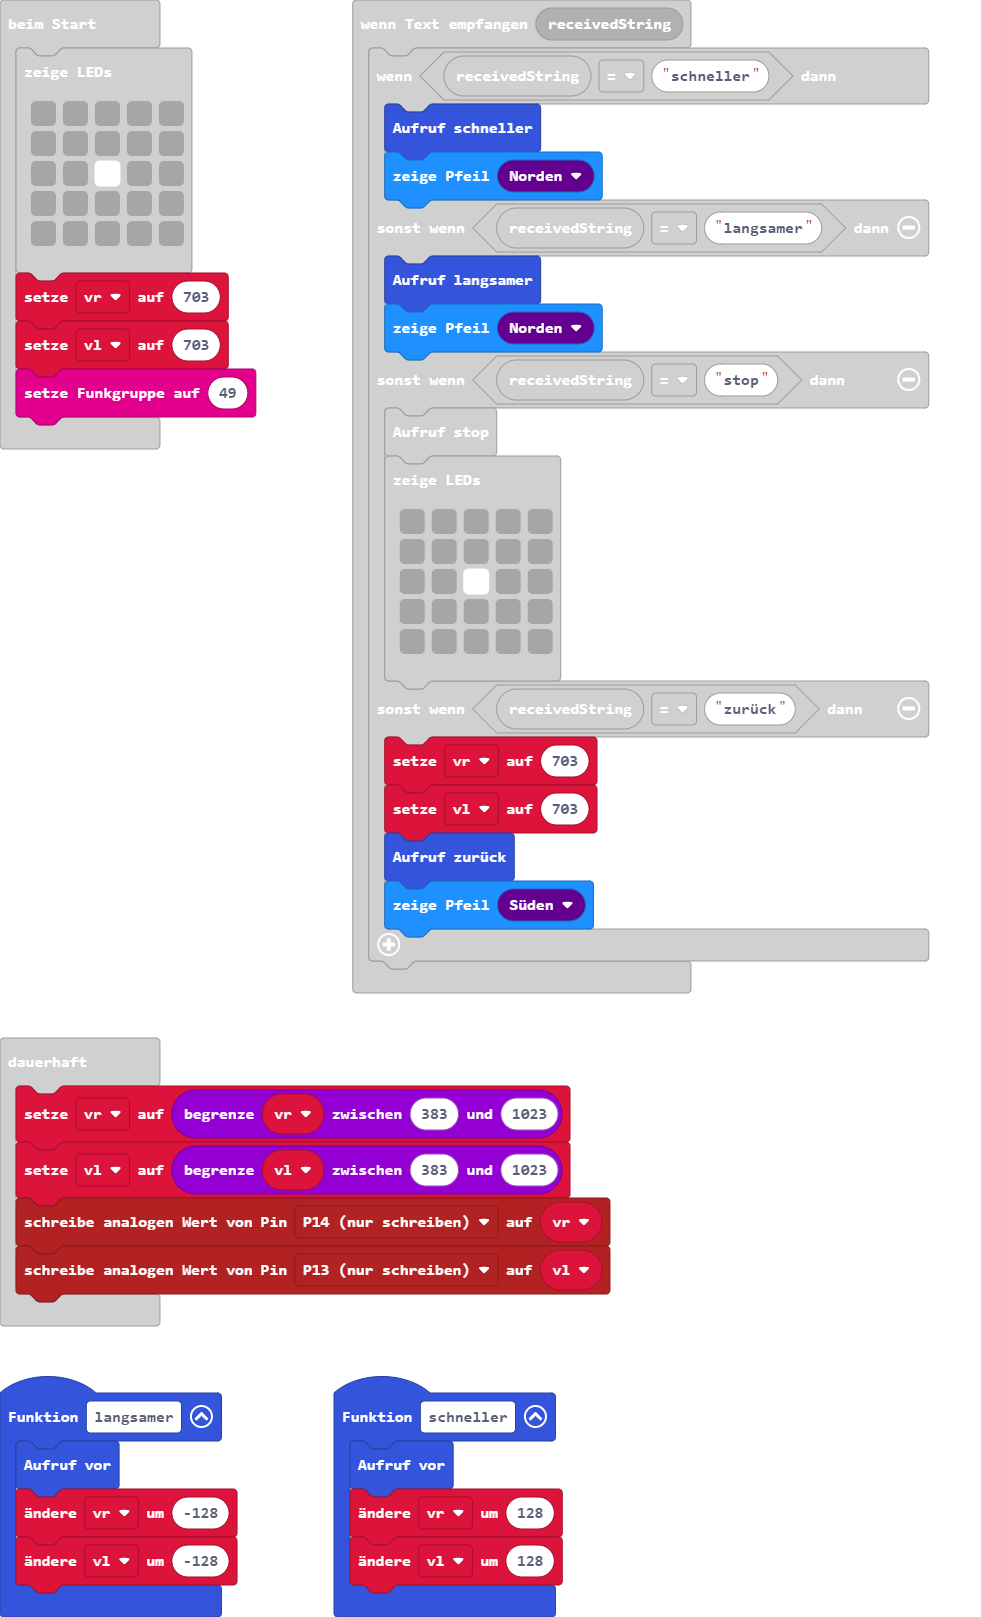 beim Start
zeige LEDs
setze vr auf 703
setze vl auf 703
setze Funkgruppe auf 49
wenn Text empfangen receivedString
wenn receivedString = "schneller" dann
Aufruf schneller
zeige Pfeil Norden
sonst wenn receivedString = "langsamer" dann
Aufruf langsamer
zeige Pfeil Norden
sonst wenn receivedString = "stop" dann
Aufruf stop
zeige LEDs
sonst wenn receivedString = "zurück" dann
setze vr auf 703
setze vl auf 703
Aufruf zurück
zeige Pfeil Süden
dauerhaft
setze vr auf begrenze vr zwischen 383 und 1023
setze vl auf begrenze vl zwischen 383 und 1023
schreibe analogen Wert von Pin P14 (nur schreiben) auf vr
schreibe analogen Wert von Pin P13 (nur schreiben) auf vl
Funktion langsamer
Aufruf vor
ändere vr um -128
ändere vl um -128
Funktion schneller
Aufruf vor
ändere vr um 128
ändere vl um 128